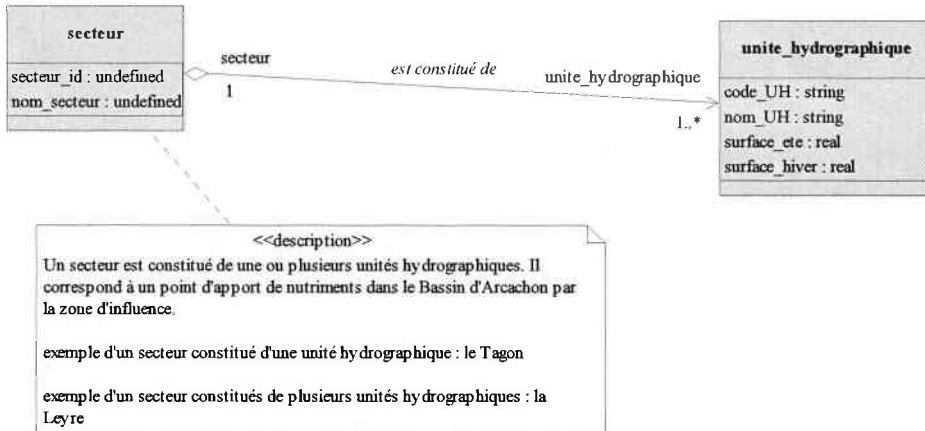 secteur
secteur_id : undefined
nom_secteur : undefined
secteur
1
est constitué de
unite_hydrographique
1..*
unite_hydrographique
code_UH : string
nom_UH : string
surface_ete : real
surface_hiver : real
<<description>>
Un secteur est constitué de une ou plusieurs unités hydrographiques. Il
correspond à un point d'apport de nutriments dans le Bassin d'Arcachon par
la zone d'influence.
exemple d'un secteur constitué d'une unité hydrographique : le Tagon
exemple d'un secteur constitués de plusieurs unités hydrographiques : la
Leyre